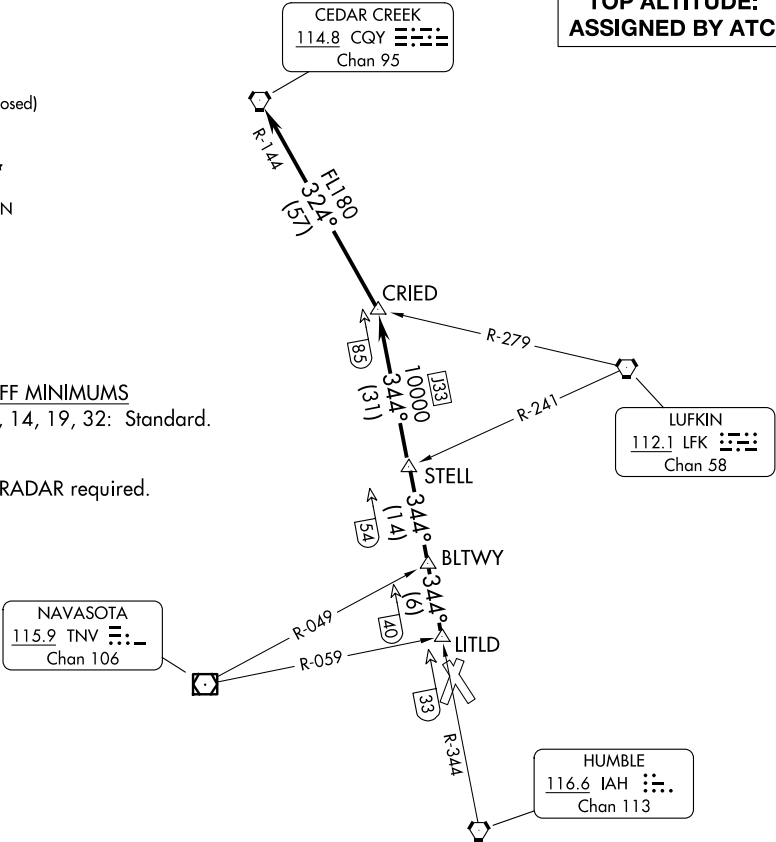 TOP ALTITUDE:
ASSIGNED BY ATC
CEDAR CREEK
114.8 CQY
Chan 95
osed)
N
R-144
FL180
324°
(57)
CRIED
R-279
85
10000
344°
(31)
J33
R-241
LUFKIN
112.1 LFK
Chan 58
FF MINIMUMS
, 14, 19, 32: Standard.
STELL
RADAR required.
54
344°
(14)
BLTWY
NAVASOTA
115.9 TNV
Chan 106
R-049
40
344°
(6)
LITLD
R-059
33
R-344
HUMBLE
116.6 IAH
Chan 113